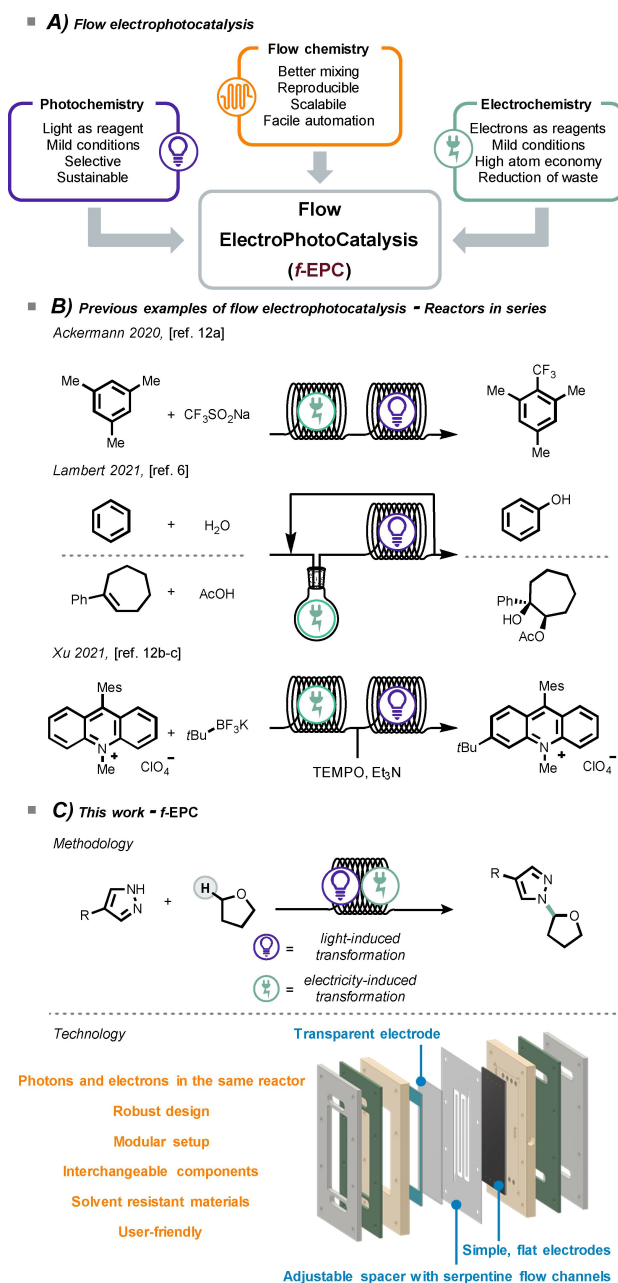 A) Flow electrophotocatalysis
Flow chemistry
Better mixing
Reproducible
Scalabile
Facile automation
Photochemistry
Light as reagent
Mild conditions
Selective
Sustainable
Electrochemistry
Electrons as reagents
Mild conditions
High atom economy
Reduction of waste
Flow
ElectroPhotoCatalysis
(f-EPC)
B) Previous examples of flow electrophotocatalysis - Reactors in series
Ackermann 2020, [ref. 12a]
Me
Me
Me
+ CF3SO2Na
CF3
Me
Me
Me
Lambert 2021, [ref. 6]
+ H2O
OH
Ph
+ AcOH
Ph
HO
AcO
Xu 2021, [ref. 12b-c]
Mes
N
+
Me
ClO4−
+
tBu
BF3K
TEMPO, Et3N
Mes
tBu
N
+
Me
ClO4−
C) This work - f-EPC
Methodology
R
NH
N
+
H
O
= light-induced
transformation
= electricity-induced
transformation
R
N
N
O
Technology
Transparent electrode
Photons and electrons in the same reactor
Robust design
Modular setup
Interchangeable components
Solvent resistant materials
User-friendly
Simple, flat electrodes
Adjustable spacer with serpentine flow channels